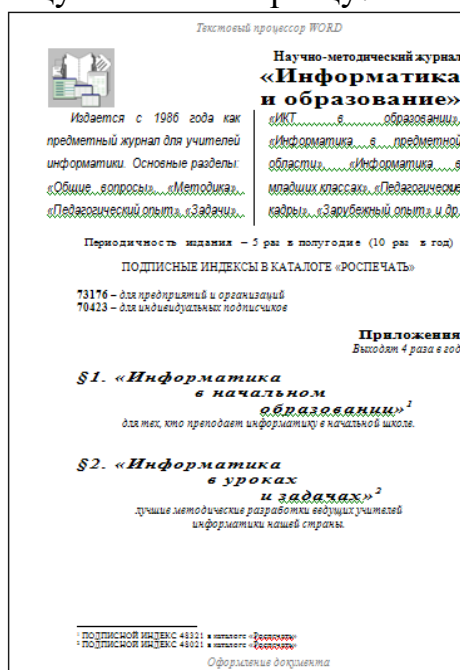 Текстовый процессор WORD
Научно-методический журнал
«Информатика
и образование»
Издается с 1986 года как
предметный журнал для учителей
информатики. Основные разделы:
«Общие вопросы», «Методика»,
«Педагогический опыт», «Задачи»,
«ИКТ в образовании»,
«Информатика в предметной
области», «Информатика в
младших классах», «Педагогические
кадры», «Зарубежный опыт» и др.
Периодичность издания – 5 раз в полугодие (10 раз в год)
ПОДПИСНЫЕ ИНДЕКСЫ В КАТАЛОГЕ «РОСПЕЧАТЬ»
73176 – для предприятий и организаций
70423 – для индивидуальных подписчиков
Приложения
Выходят 4 раза в год
§1. «Информатика
в начальном
образовании»¹
для тех, кто преподает информатику в начальной школе.
§2. «Информатика
в уроках
и задачах»²
лучшие методические разработки ведущих учителей
информатики нашей страны.
¹ ПОДПИСНОЙ ИНДЕКС 48321 в каталоге «Роспечать»
² ПОДПИСНОЙ ИНДЕКС 48021 в каталоге «Роспечать»
Оформление документа